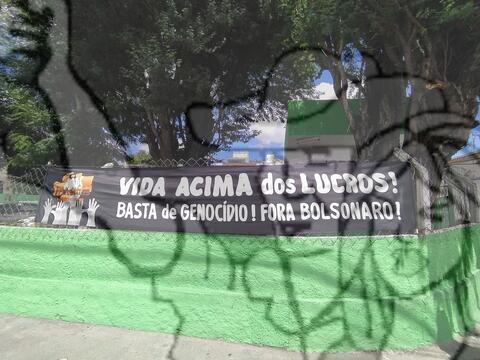 VIDA ACIMA dos LUCROS!
BASTA de GENOCÍDIO! FORA BOLSONARO!